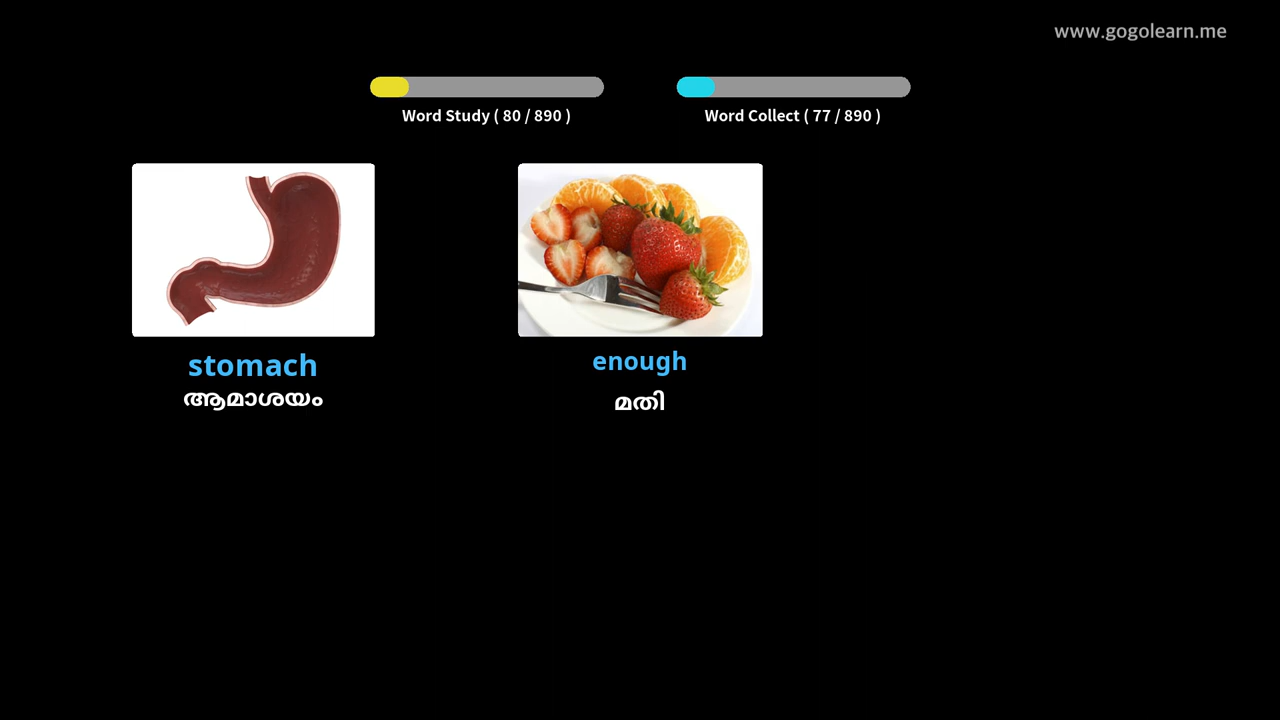 www.gogolearn.me
Word Study ( 80 / 890 )
Word Collect ( 77 / 890 )
stomach
ആമാശയം
enough
മതി